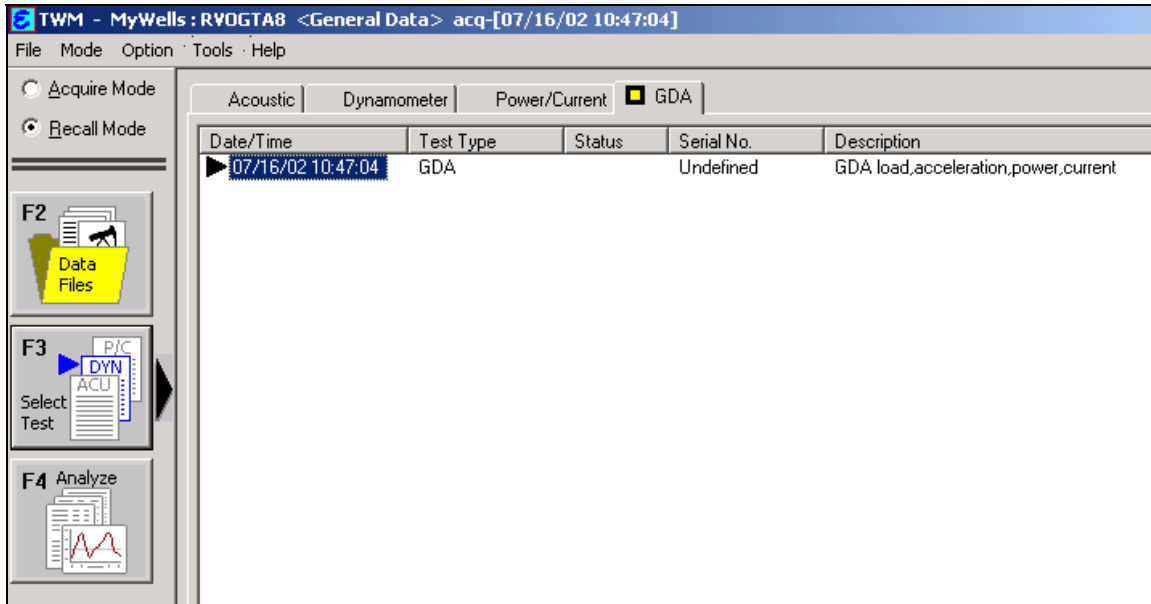 TWM - MyWells : RVOGTA8 <General Data> acq-[07/16/02 10:47:04]
File Mode Option Tools Help
Acquire Mode
Recall Mode
Acoustic Dynamometer Power/Current GDA
Date/Time Test Type Status Serial No. Description
07/16/02 10:47:04 GDA Undefined GDA load,acceleration,power,current
F2
Data
Files
F3
P/C
DYN
ACU
Select
Test
F4 Analyze